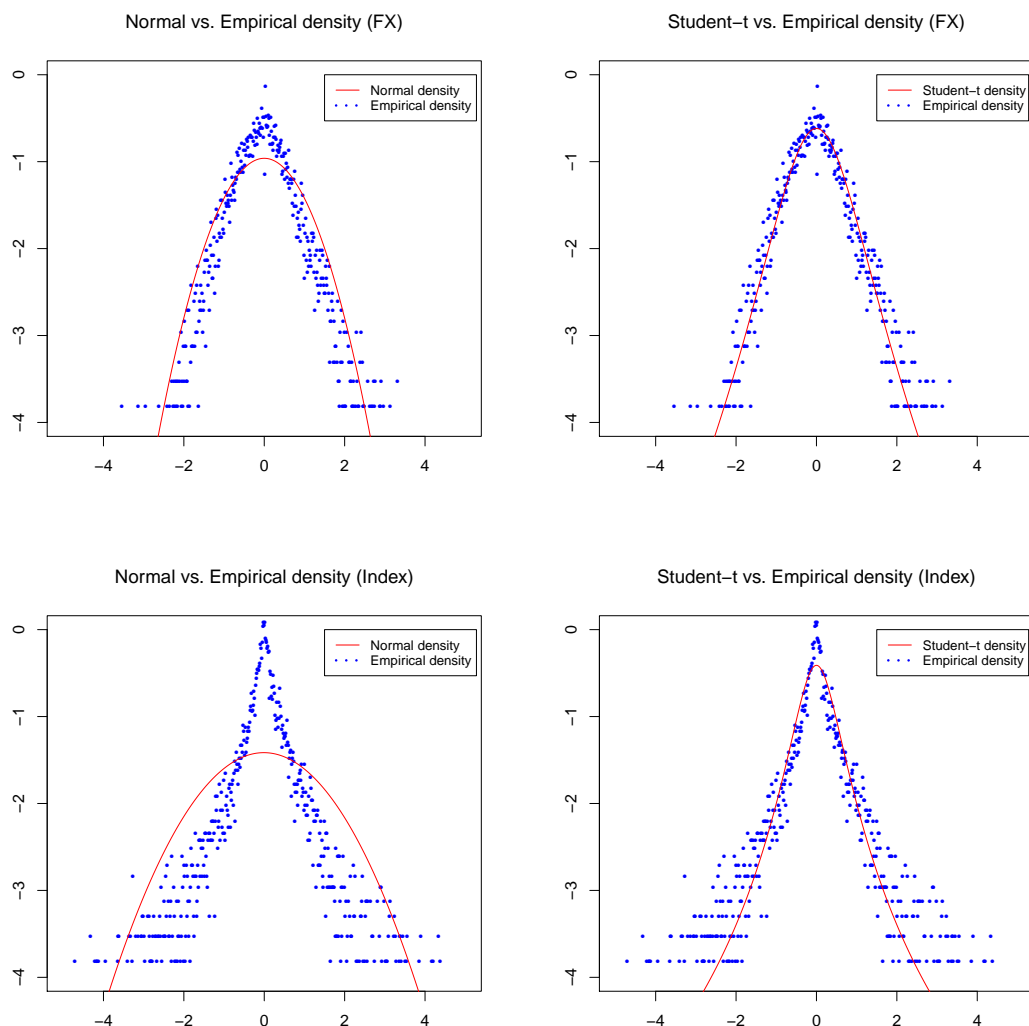 Normal vs. Empirical density (FX)
Normal density
Empirical density
0
−1
−2
−3
−4
−4 −2 0 2 4
Student−t vs. Empirical density (FX)
Student−t density
Empirical density
0
−1
−2
−3
−4
−4 −2 0 2 4
Normal vs. Empirical density (Index)
Normal density
Empirical density
0
−1
−2
−3
−4
−4 −2 0 2 4
Student−t vs. Empirical density (Index)
Student−t density
Empirical density
0
−1
−2
−3
−4
−4 −2 0 2 4